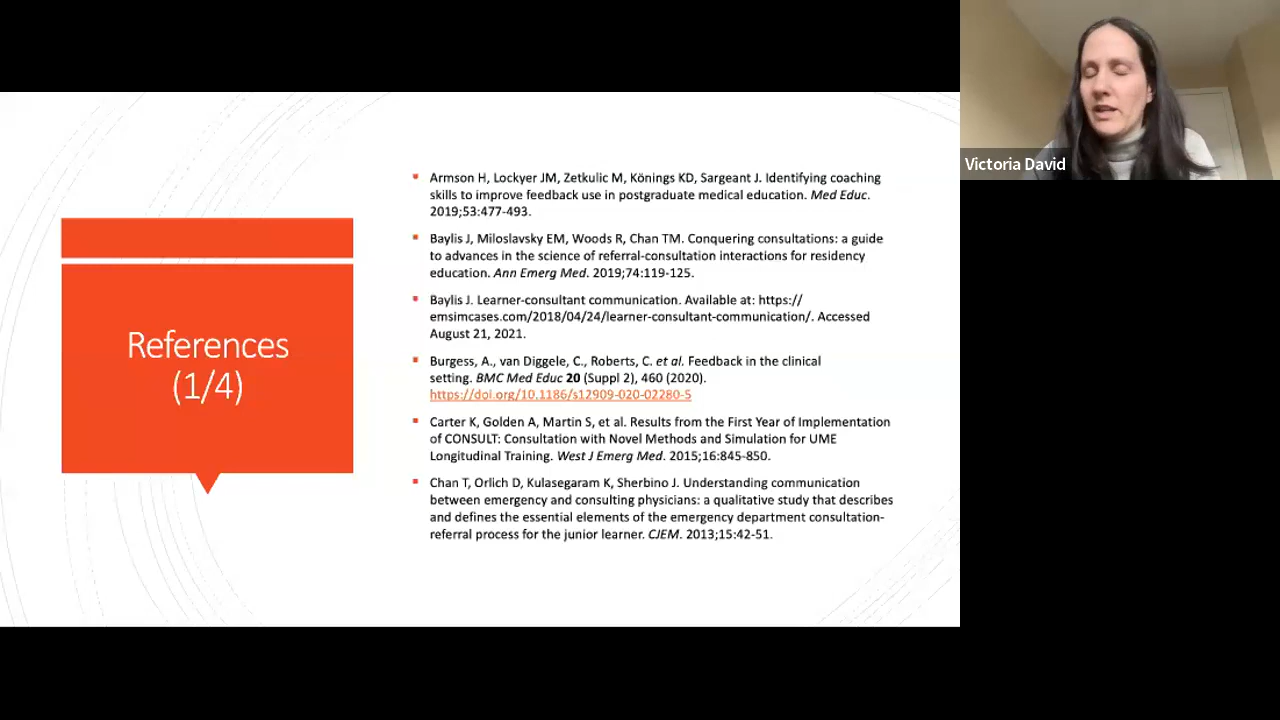 Victoria David
References
(1/4)
Armson H, Lockyer JM, Zetkulic M, Könings KD, Sargeant J. Identifying coaching
skills to improve feedback use in postgraduate medical education. Med Educ.
2019;53:477-493.
Baylis J, Miloslavsky EM, Woods R, Chan TM. Conquering consultations: a guide
to advances in the science of referral-consultation interactions for residency
education. Ann Emerg Med. 2019;74:119-125.
Baylis J. Learner-consultant communication. Available at: https://
emsimcases.com/2018/04/24/learner-consultant-communication/. Accessed
August 21, 2021.
Burgess, A., van Diggele, C., Roberts, C. et al. Feedback in the clinical
setting. BMC Med Educ 20 (Suppl 2), 460 (2020).
https://doi.org/10.1186/s12909-020-02280-5
Carter K, Golden A, Martin S, et al. Results from the First Year of Implementation
of CONSULT: Consultation with Novel Methods and Simulation for UME
Longitudinal Training. West J Emerg Med. 2015;16:845-850.
Chan T, Orlich D, Kulasegaram K, Sherbino J. Understanding communication
between emergency and consulting physicians: a qualitative study that describes
and defines the essential elements of the emergency department consultation-
referral process for the junior learner. CJEM. 2013;15:42-51.